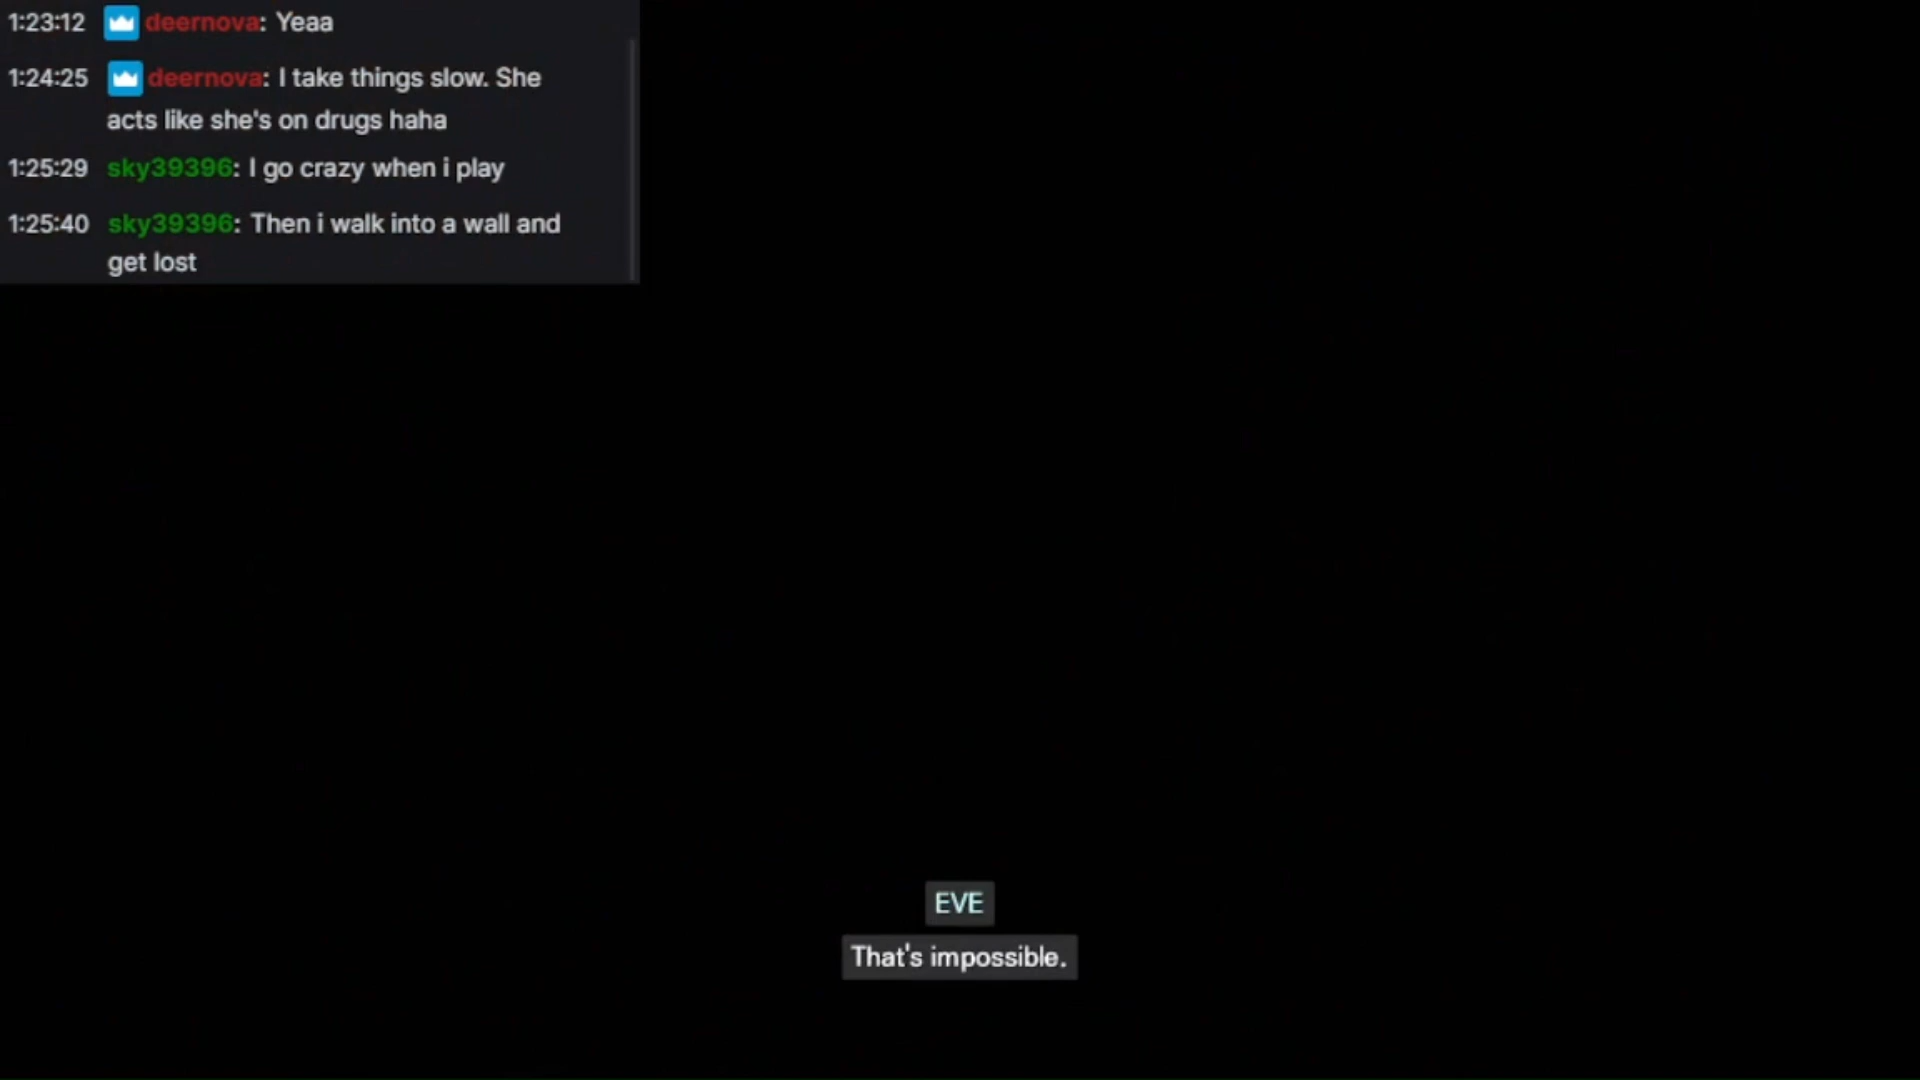 1:23:12 deernova: Yeaa
1:24:25 deernova: I take things slow. She
acts like she's on drugs haha
1:25:29 sky39396: I go crazy when i play
1:25:40 sky39396: Then i walk into a wall and
get lost
EVE
That's impossible.